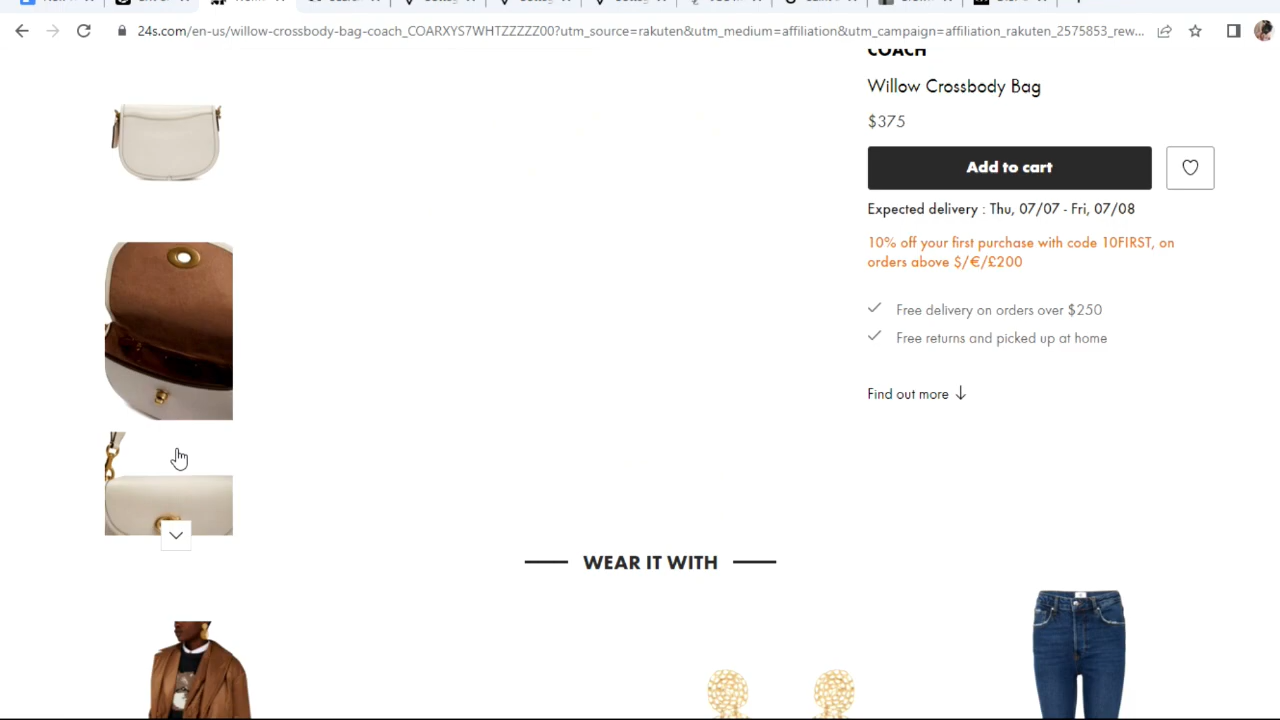 24s.com/en-us/willow-crossbody-bag-coach_COARXYS7WHTZZZZZ00?utm_source=rakuten&utm_medium=affiliation&utm_campaign=affiliation_rakuten_2575853_rew...
COACH
Willow Crossbody Bag
$375
Add to cart
Expected delivery : Thu, 07/07 - Fri, 07/08
10% off your first purchase with code 10FIRST, on
orders above $/€/£200
Free delivery on orders over $250
Free returns and picked up at home
Find out more
WEAR IT WITH